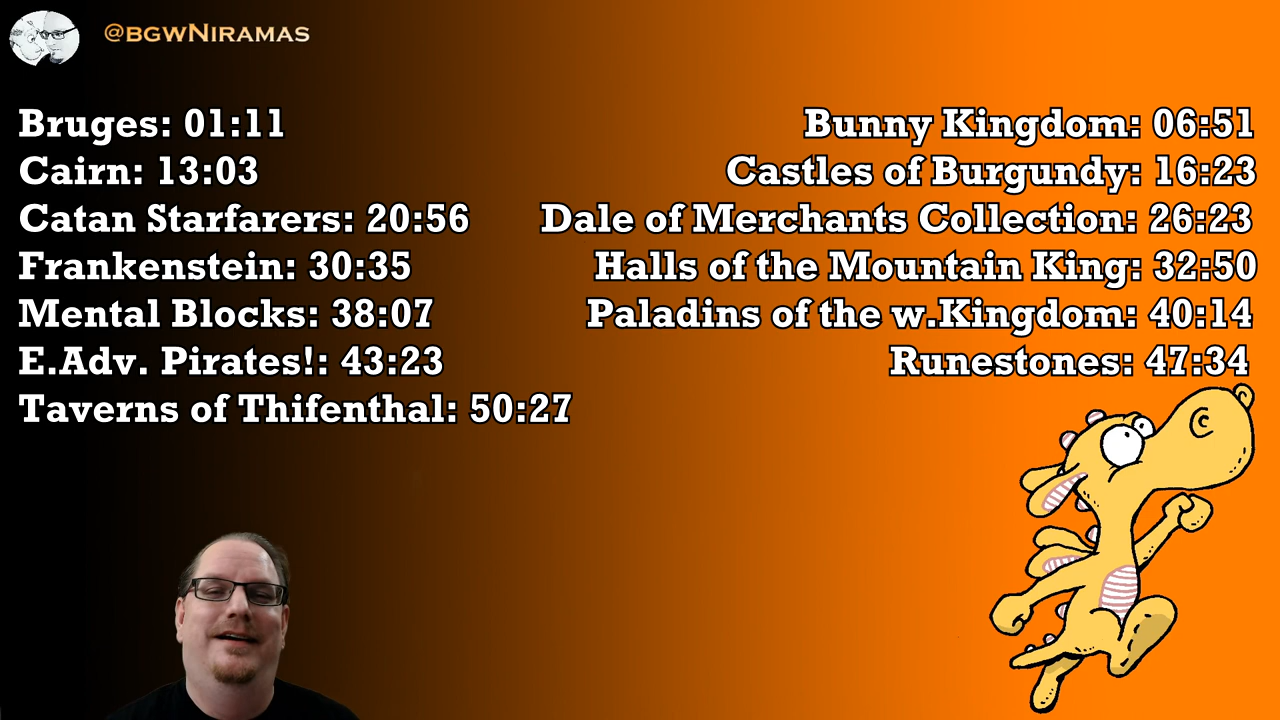 @BGWNIRAMAS
Bruges: 01:11
Bunny Kingdom: 06:51
Cairn: 13:03
Castles of Burgundy: 16:23
Catan Starfarers: 20:56
Dale of Merchants Collection: 26:23
Frankenstein: 30:35
Halls of the Mountain King: 32:50
Mental Blocks: 38:07
Paladins of the w.Kingdom: 40:14
E.Adv. Pirates!: 43:23
Runestones: 47:34
Taverns of Thifenthal: 50:27